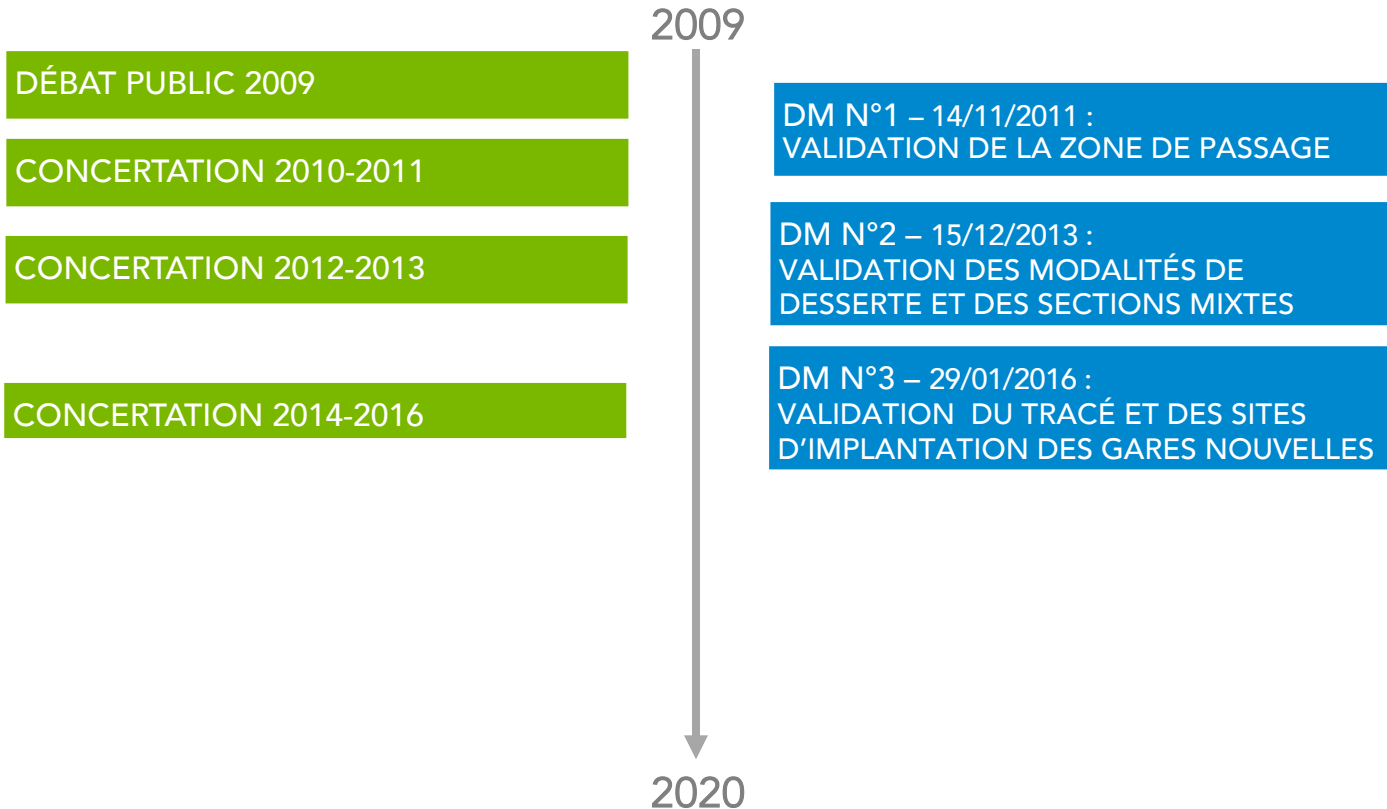 2009
DÉBAT PUBLIC 2009
CONCERTATION 2010-2011
CONCERTATION 2012-2013
CONCERTATION 2014-2016
DM N°1 – 14/11/2011 :
VALIDATION DE LA ZONE DE PASSAGE
DM N°2 – 15/12/2013 :
VALIDATION DES MODALITÉS DE
DESSERTE ET DES SECTIONS MIXTES
DM N°3 – 29/01/2016 :
VALIDATION DU TRACÉ ET DES SITES
D’IMPLANTATION DES GARES NOUVELLES
2020